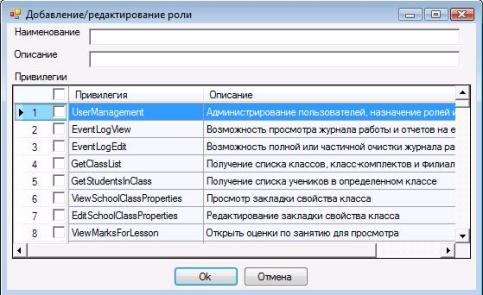 Добавление/редактирование роли
Наименование
Описание
Привилегии
Привилегия Описание
1 UserManagement Администрирование пользователей, назначение ролей и
2 EventLogView Возможность просмотра журнала работы и отчетов на е
3 EventLogEdit Возможность полной или частичной очистки журнала ра
4 GetClassList Получение списка классов, класс-комплектов и Филиал
5 GetStudentsInClass Получение списка учеников в определенном классе
6 ViewSchoolClassProperties Просмотр закладки свойства класса
7 EditSchoolClassProperties Редактирование закладки свойства класса
8 ViewMarksForLesson Открыть оценки по занятию для просмотра
Ok Отмена